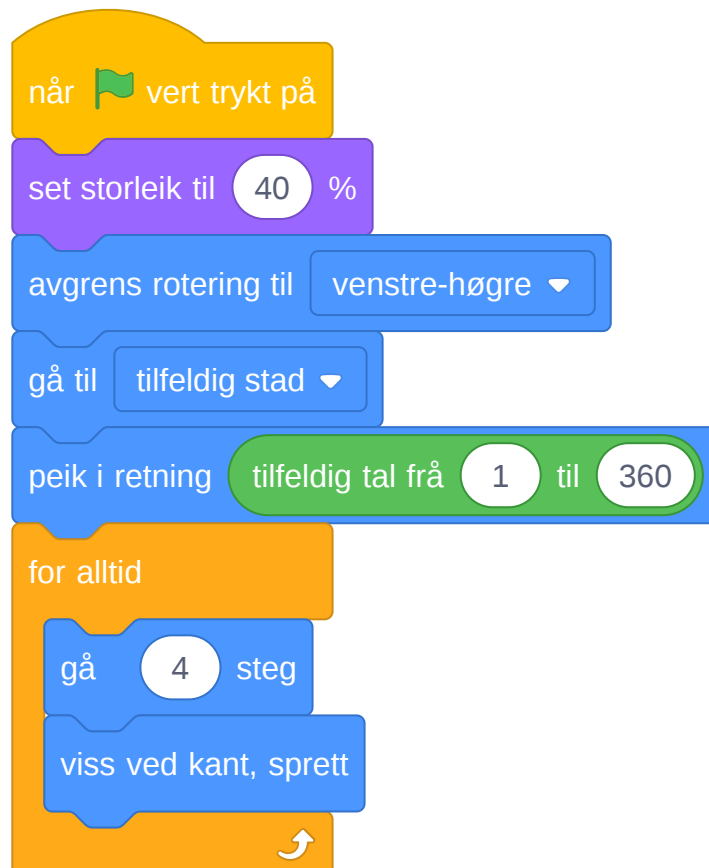 når vert trykt på
set storleik til 40 %
avgrens rotering til venstre-høgre
gå til tilfeldig stad
peik i retning tilfeldig tal frå 1 til 360
for alltid
gå 4 steg
viss ved kant, sprett